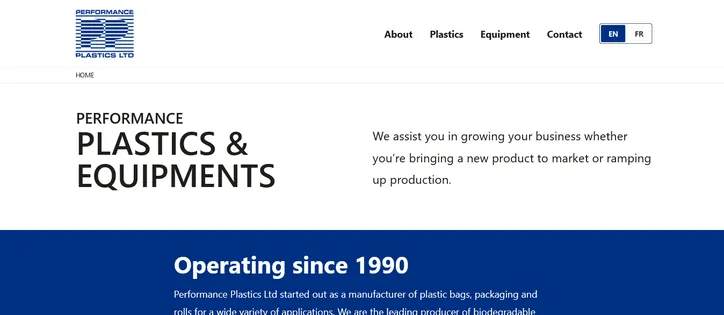 PERFORMANCE
PLASTICS LTD
About Plastics Equipment Contact EN FR
HOME
PERFORMANCE
PLASTICS &
EQUIPMENTS
We assist you in growing your business whether
you’re bringing a new product to market or ramping
up production.
Operating since 1990
Performance Plastics Ltd started out as a manufacturer of plastic bags, packaging and
rolls for a wide variety of applications. We are the leading producer of biodegradable